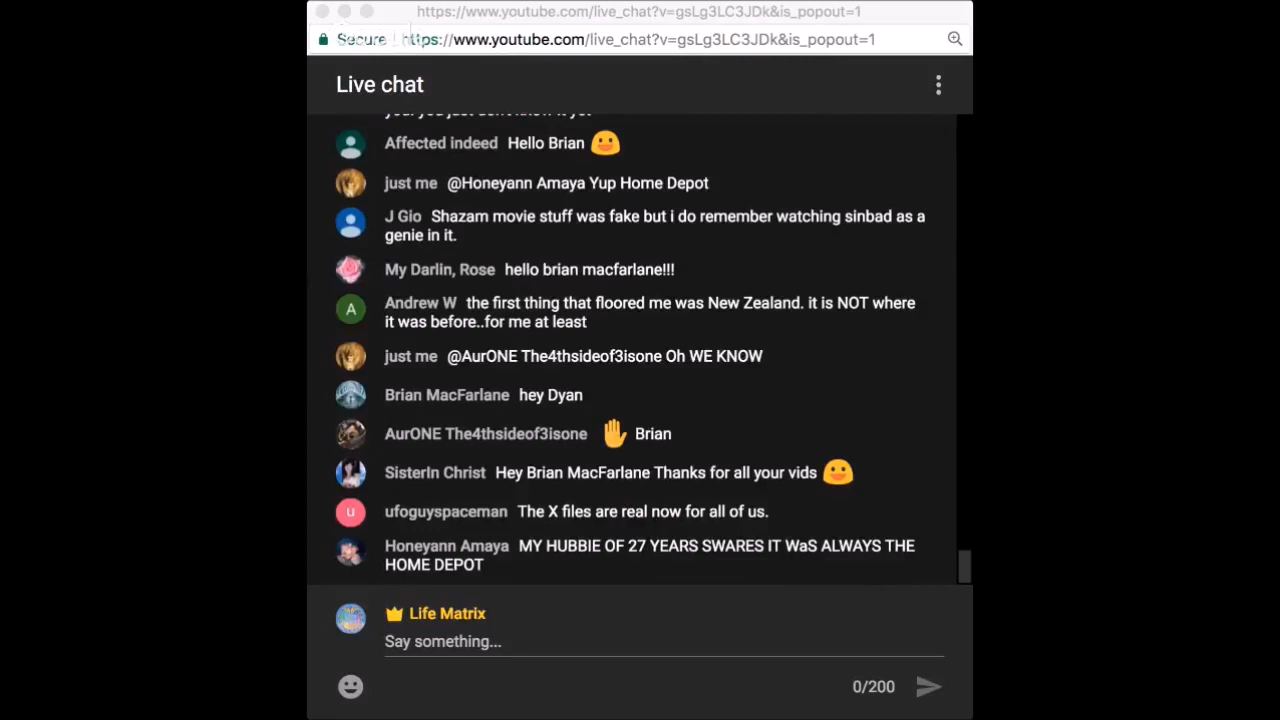 https://www.youtube.com/live_chat?v=gsLg3LC3JDk&is_popout=1
Secure https://www.youtube.com/live_chat?v=gsLg3LC3JDk&is_popout=1
Live chat
you just don't know it yet
Affected indeed Hello Brian
just me @Honeyann Amaya Yup Home Depot
J Gio Shazam movie stuff was fake but i do remember watching sinbad as a
genie in it.
My Darlin, Rose hello brian macfarlane!!!
Andrew W the first thing that floored me was New Zealand. it is NOT where
it was before..for me at least
just me @AurONE The4thsideof3isone Oh WE KNOW
Brian MacFarlane hey Dyan
AurONE The4thsideof3isone Brian
SisterIn Christ Hey Brian MacFarlane Thanks for all your vids
u
ufoguyspaceman The X files are real now for all of us.
Honeyann Amaya MY HUBBIE OF 27 YEARS SWARES IT WaS ALWAYS THE
HOME DEPOT
Life Matrix
Say something...
0/200